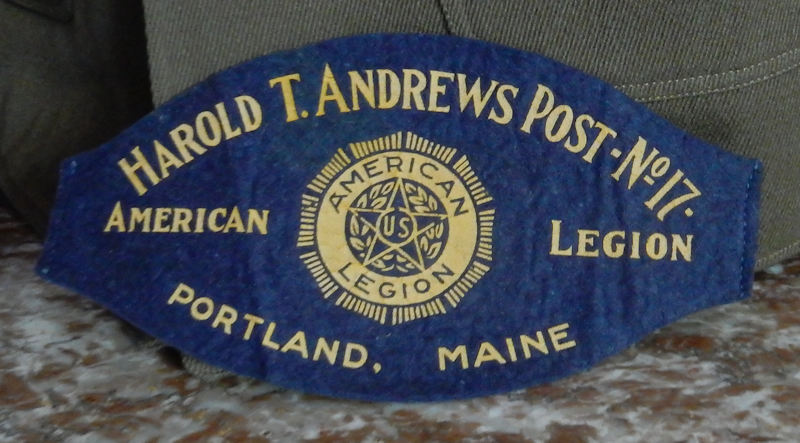 HAROLD T. ANDREWS POST-No 17.
AMERICAN
LEGION
AMERICAN
US
LEGION
PORTLAND, MAINE